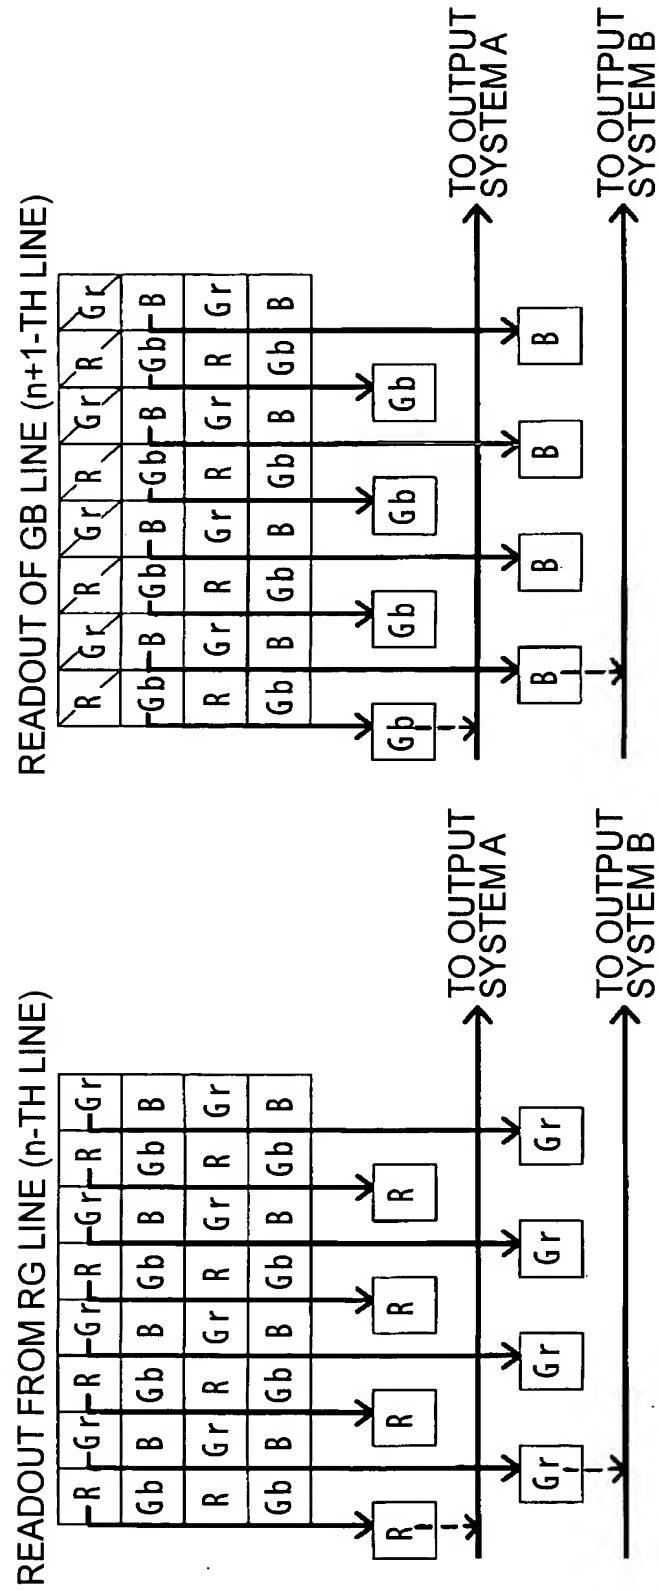 READOUT FROM RG LINE (n-TH LINE)
R Gr R Gr R Gr R Gr
Gb B Gb B Gb B Gb B
R Gr R Gr R Gr R Gr
Gb B Gb B Gb B Gb B
R R R R
TO OUTPUT
SYSTEM A
Gr Gr Gr Gr
TO OUTPUT
SYSTEM B
READOUT OF GB LINE (n+1-TH LINE)
R Gr R Gr R Gr R Gr
Gb B Gb B Gb B Gb B
R Gr R Gr R Gr R Gr
Gb B Gb B Gb B Gb B
Gb Gb Gb Gb
TO OUTPUT
SYSTEM A
B B B B
TO OUTPUT
SYSTEM B